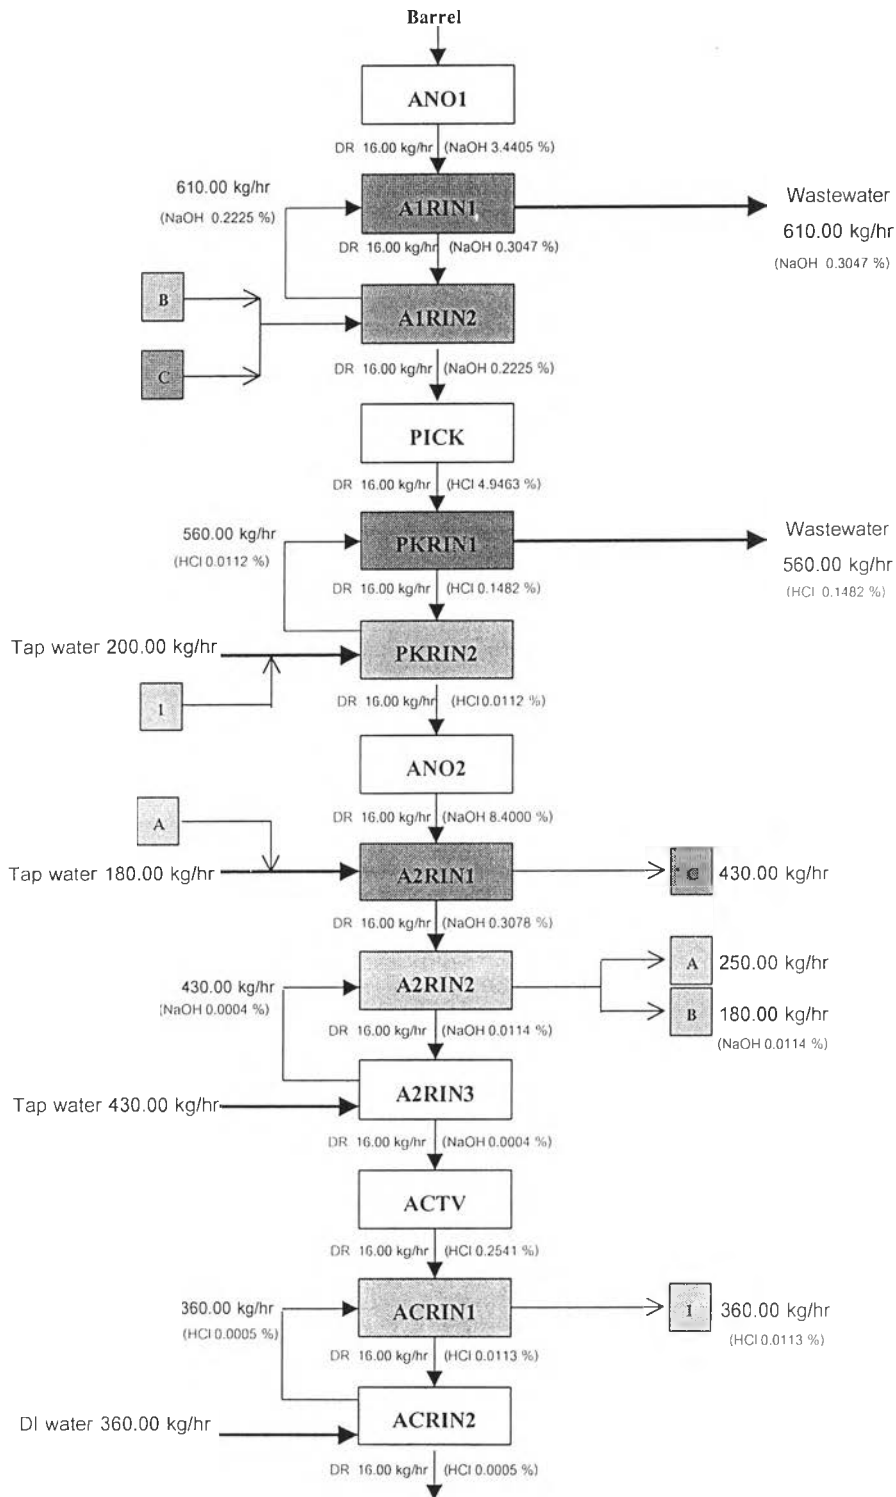 Barrel
ANO1
DR 16.00 kg/hr (NaOH 3.4405 %)
610.00 kg/hr
(NaOH 0.2225 %)
A1RIN1
Wastewater
610.00 kg/hr
(NaOH 0.3047 %)
DR 16.00 kg/hr (NaOH 0.3047 %)
B
A1RIN2
C
DR 16.00 kg/hr (NaOH 0.2225 %)
PICK
DR 16.00 kg/hr (HCl 4.9463 %)
560.00 kg/hr
(HCl 0.0112 %)
PKRIN1
Wastewater
560.00 kg/hr
(HCl 0.1482 %)
DR 16.00 kg/hr (HCl 0.1482 %)
Tap water 200.00 kg/hr
PKRIN2
1
DR 16.00 kg/hr (HCl 0.0112 %)
ANO2
DR 16.00 kg/hr (NaOH 8.4000 %)
A
Tap water 180.00 kg/hr
A2RIN1
C 430.00 kg/hr
DR 16.00 kg/hr (NaOH 0.3078 %)
430.00 kg/hr
(NaOH 0.0004 %)
A2RIN2
A 250.00 kg/hr
B 180.00 kg/hr
(NaOH 0.0114 %)
DR 16.00 kg/hr (NaOH 0.0114 %)
Tap water 430.00 kg/hr
A2RIN3
DR 16.00 kg/hr (NaOH 0.0004 %)
ACTV
DR 16.00 kg/hr (HCl 0.2541 %)
360.00 kg/hr
(HCl 0.0005 %)
ACRIN1
1 360.00 kg/hr
(HCl 0.0113 %)
DR 16.00 kg/hr (HCl 0.0113 %)
DI water 360.00 kg/hr
ACRIN2
DR 16.00 kg/hr (HCl 0.0005 %)